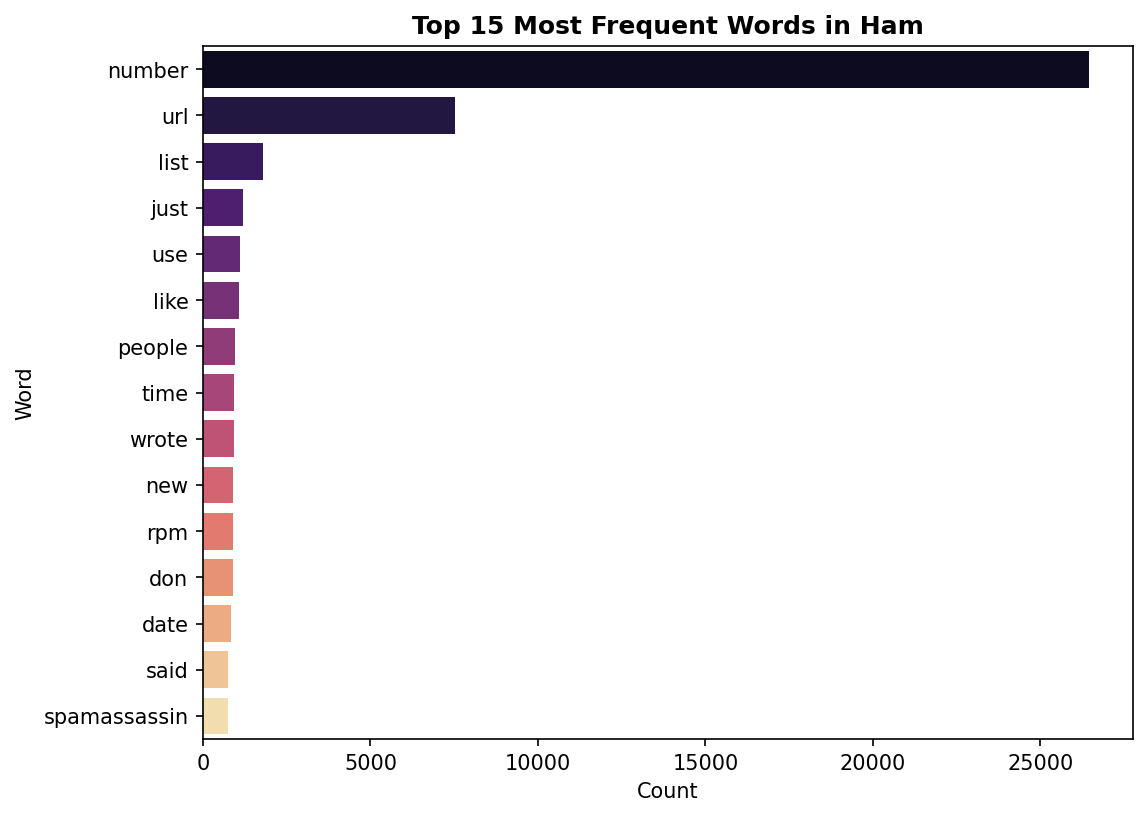 Top 15 Most Frequent Words in Ham
number
url
list
just
use
like
people
time
wrote
new
rpm
don
date
said
spamassassin
Word
0 5000 10000 15000 20000 25000
Count